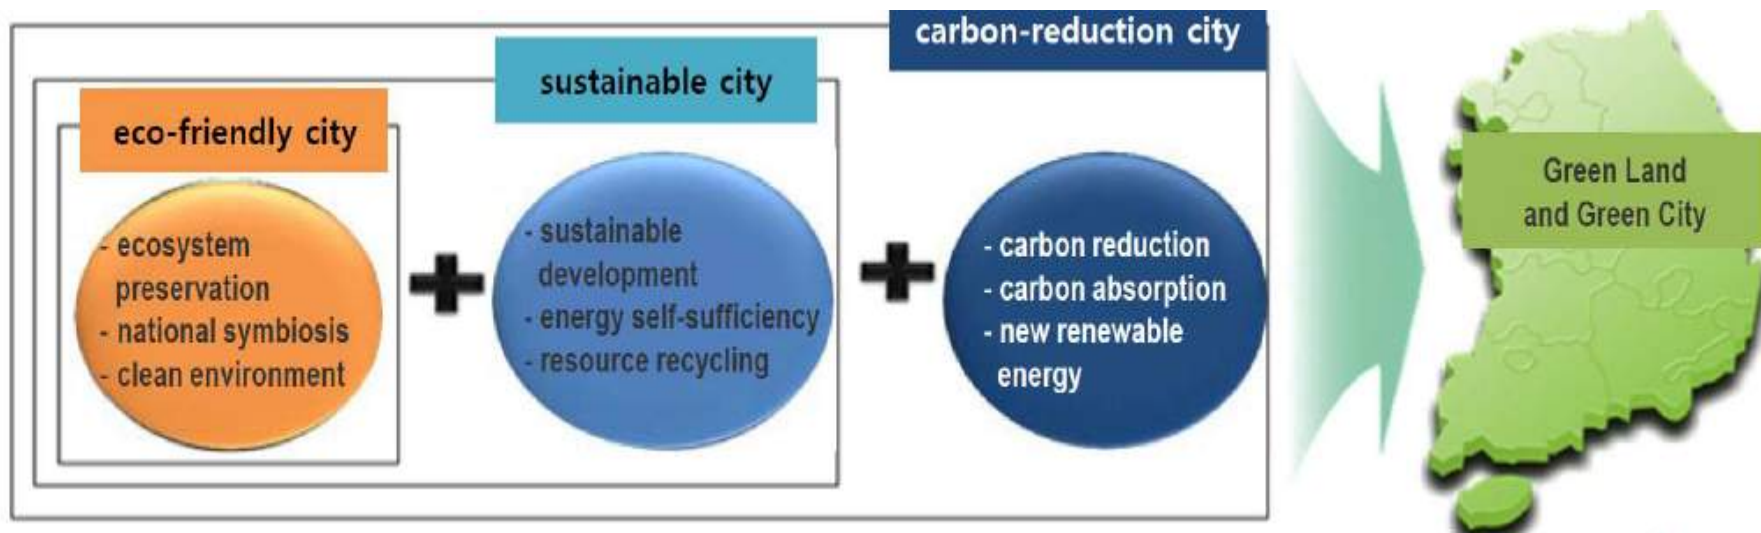 carbon-reduction city
sustainable city
eco-friendly city
- ecosystem
preservation
- national symbiosis
- clean environment
- sustainable
development
- energy self-sufficiency
- resource recycling
- carbon reduction
- carbon absorption
- new renewable
energy
Green Land
and Green City